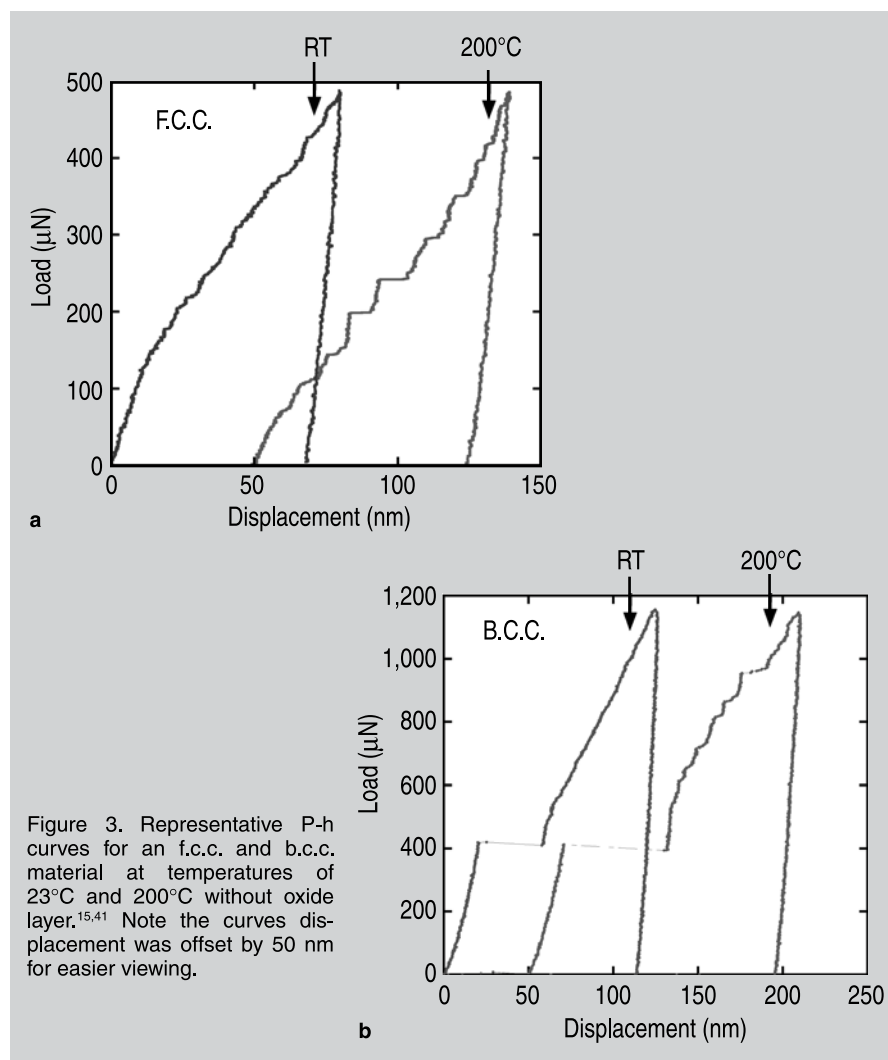 RT 200°C
500
400
300
200
100
0
Load (μN)
F.C.C.
0 50 100 150
Displacement (nm)
a
RT 200°C
1,200
1,000
800
600
400
200
0
Load (μN)
B.C.C.
0 50 100 150 200 250
Displacement (nm)
b
Figure 3. Representative P-h
curves for an f.c.c. and b.c.c.
material at temperatures of
23°C and 200°C without oxide
layer.15,41 Note the curves dis-
placement was offset by 50 nm
for easier viewing.